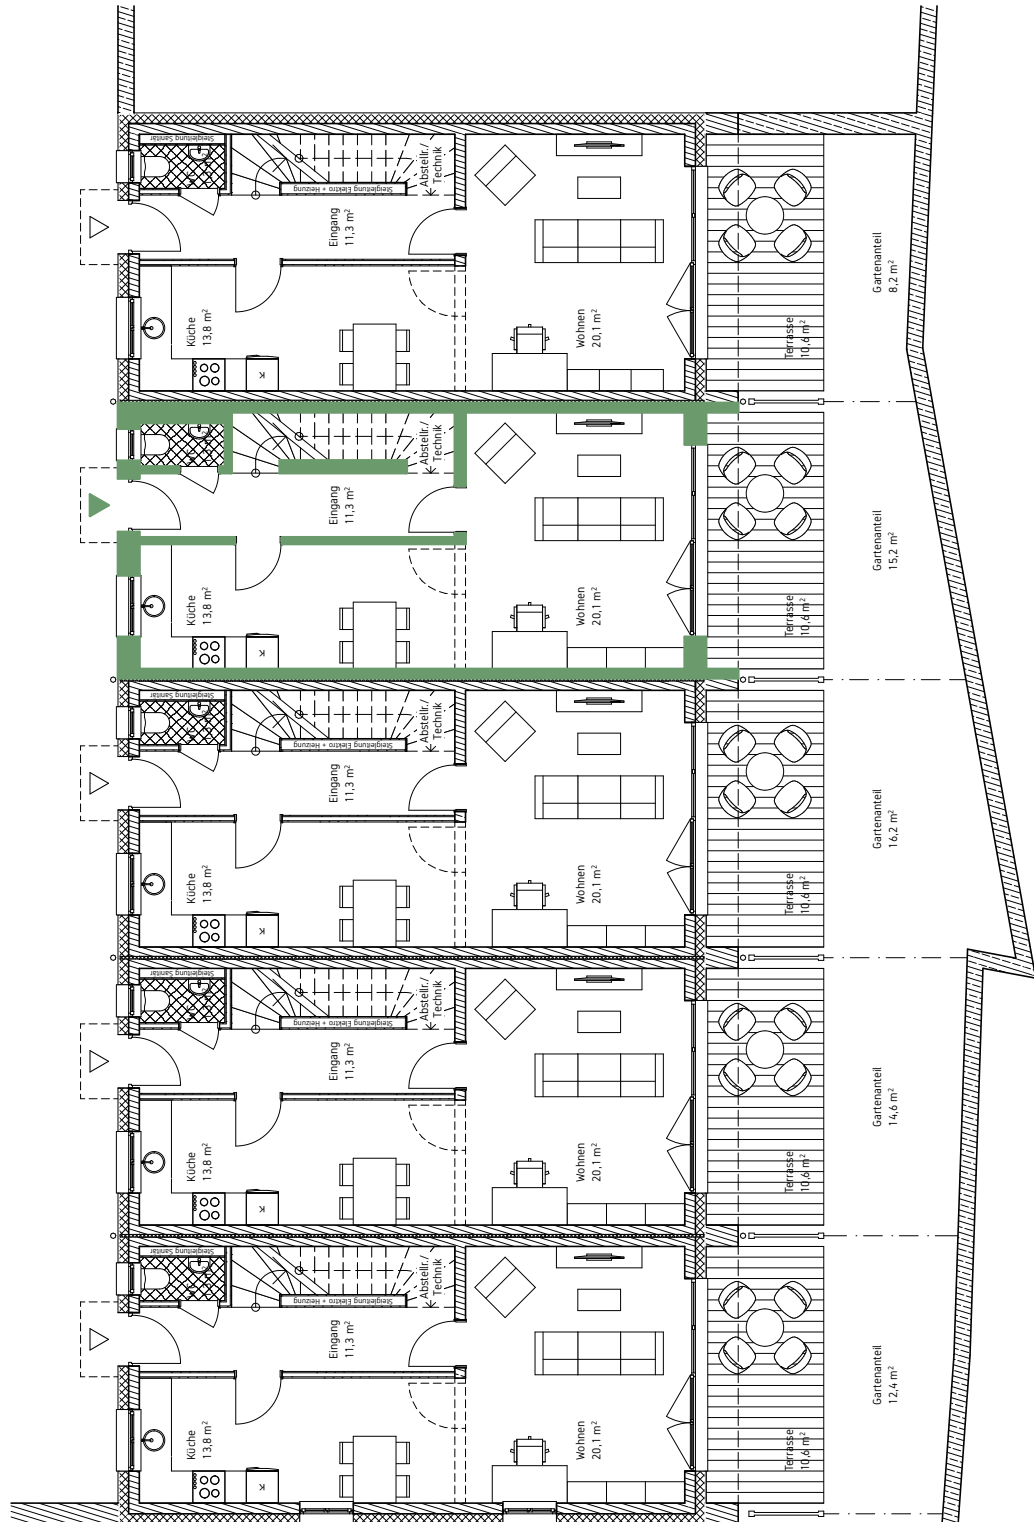 Steigleitung Sanitär
Abstellr./
Technik
Steigleitung Elektro + Heizung
Eingang
11,3 m²
Küche
13,8 m²
K
Wohnen
20,1 m²
Terrasse
10,6 m²
Gartenanteil
8,2 m²
Abstellr./
Technik
Eingang
11,3 m²
Küche
13,8 m²
K
Wohnen
20,1 m²
Terrasse
10,6 m²
Gartenanteil
15,2 m²
Steigleitung Sanitär
Abstellr./
Technik
Steigleitung Elektro + Heizung
Eingang
11,3 m²
Küche
13,8 m²
K
Wohnen
20,1 m²
Terrasse
10,6 m²
Gartenanteil
16,2 m²
Steigleitung Sanitär
Abstellr./
Technik
Steigleitung Elektro + Heizung
Eingang
11,3 m²
Küche
13,8 m²
K
Wohnen
20,1 m²
Terrasse
10,6 m²
Gartenanteil
14,6 m²
Steigleitung Sanitär
Abstellr./
Technik
Steigleitung Elektro + Heizung
Eingang
11,3 m²
Küche
13,8 m²
K
Wohnen
20,1 m²
Terrasse
10,6 m²
Gartenanteil
12,4 m²